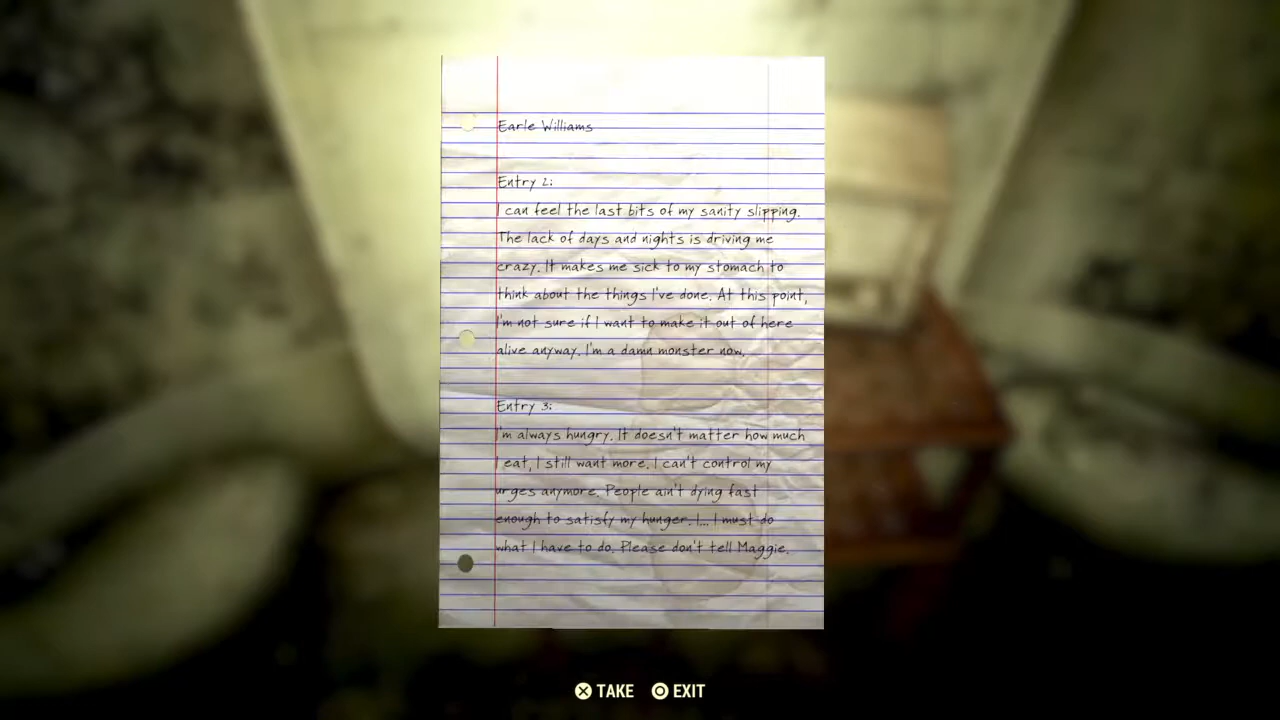 Earle Williams
Entry 2:
I can feel the last bits of my sanity slipping.
The lack of days and nights is driving me
crazy. It makes me sick to my stomach to
think about the things I've done. At this point,
I'm not sure if I want to make it out of here
alive anyway. I'm a damn monster now.
Entry 3:
I'm always hungry. It doesn't matter how much
I eat, I still want more. I can't control my
urges anymore. People ain't dying fast
enough to satisfy my hunger. I... I must do
what I have to do. Please don't tell Maggie.
TAKE EXIT